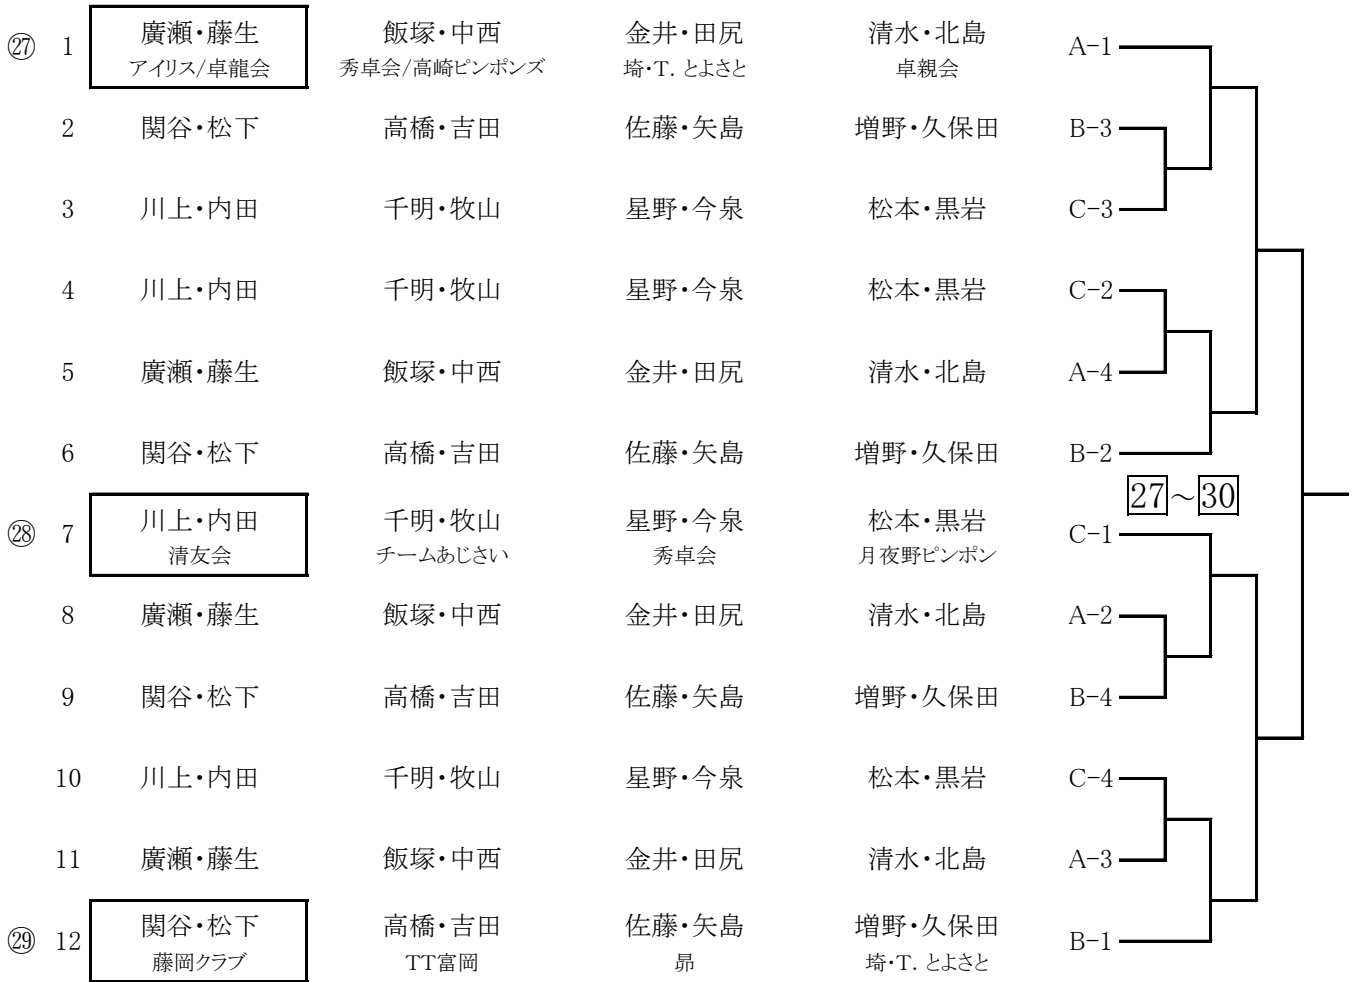 ㉗ 1 廣瀬・藤生 飯塚・中西 金井・田尻 清水・北島 A-1
アイリス/卓龍会 秀卓会/高崎ピンポンズ 埼・T. とよさと 卓親会
2 関谷・松下 高橋・吉田 佐藤・矢島 増野・久保田 B-3
3 川上・内田 千明・牧山 星野・今泉 松本・黒岩 C-3
4 川上・内田 千明・牧山 星野・今泉 松本・黒岩 C-2
5 廣瀬・藤生 飯塚・中西 金井・田尻 清水・北島 A-4
6 関谷・松下 高橋・吉田 佐藤・矢島 増野・久保田 B-2
27～30
㉘ 7 川上・内田 千明・牧山 星野・今泉 松本・黒岩 C-1
清友会 チームあじさい 秀卓会 月夜野ピンポン
8 廣瀬・藤生 飯塚・中西 金井・田尻 清水・北島 A-2
9 関谷・松下 高橋・吉田 佐藤・矢島 増野・久保田 B-4
10 川上・内田 千明・牧山 星野・今泉 松本・黒岩 C-4
11 廣瀬・藤生 飯塚・中西 金井・田尻 清水・北島 A-3
㉙ 12 関谷・松下 高橋・吉田 佐藤・矢島 増野・久保田 B-1
藤岡クラブ TT富岡 昴 埼・T. とよさと